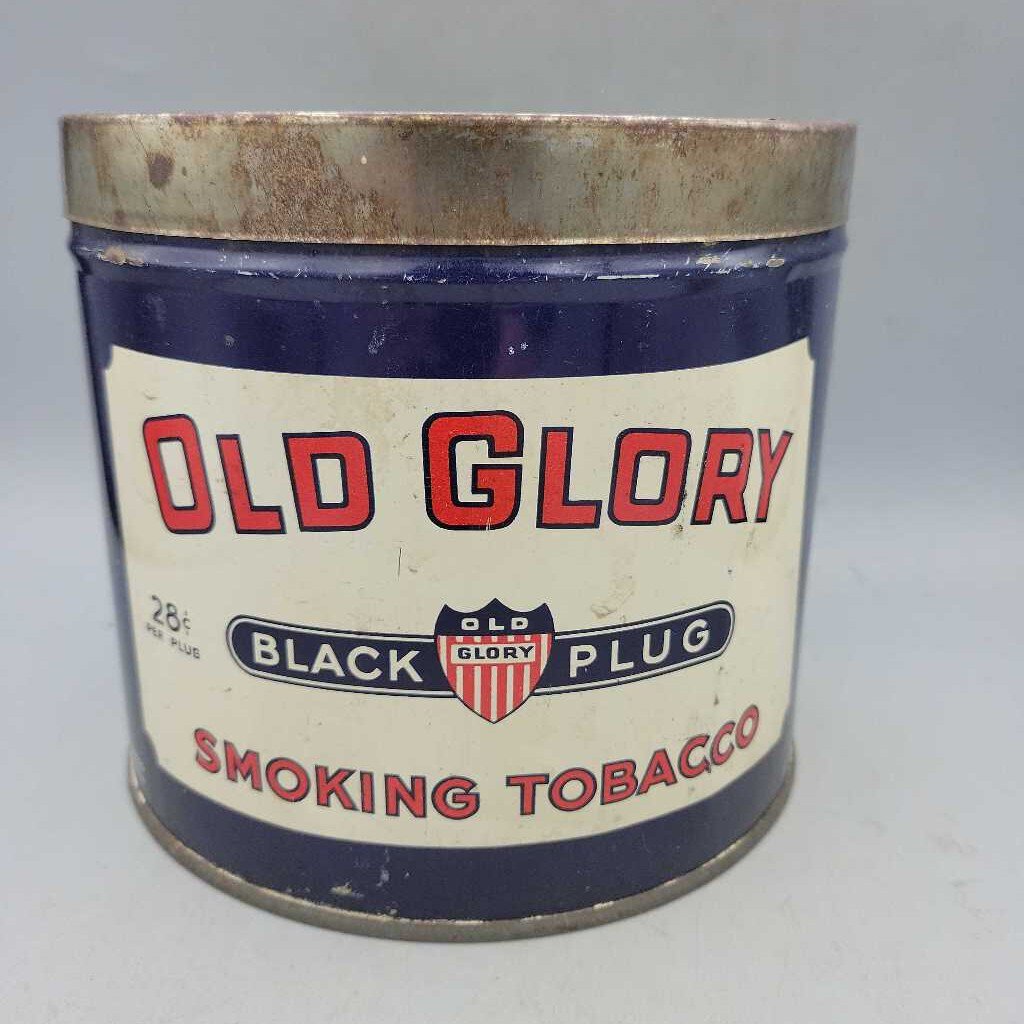 OLD GLORY
28¢
PER PLUG
BLACK OLD GLORY PLUG
SMOKING TOBACCO